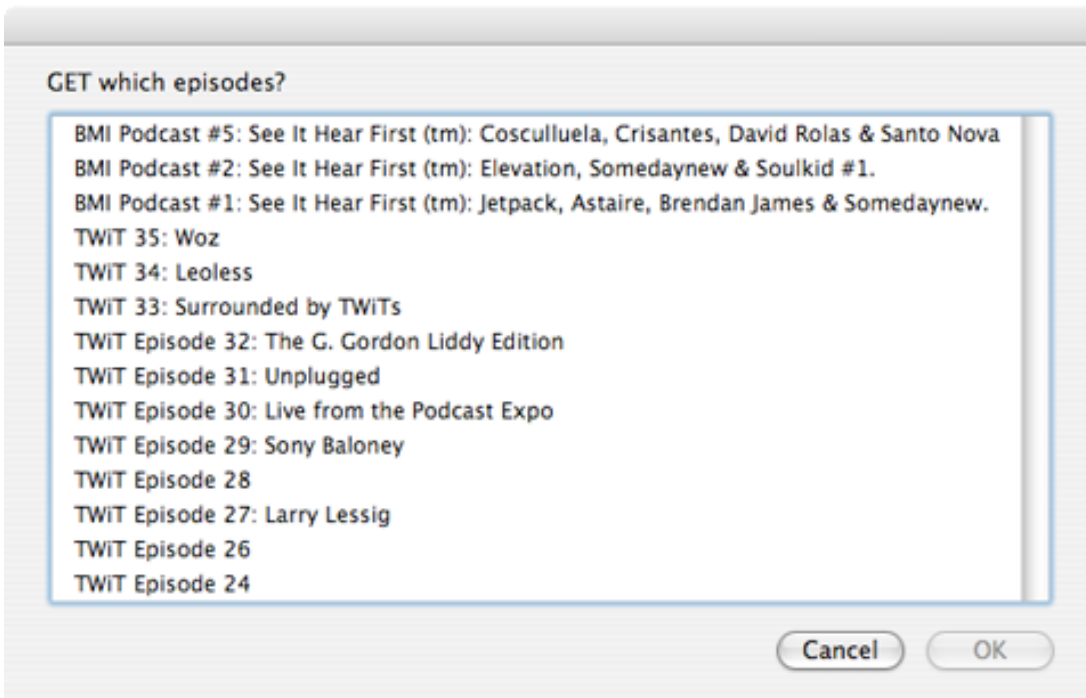 GET which episodes?
BMI Podcast #5: See It Hear First (tm): Cosculluela, Crisantes, David Rolas & Santo Nova
BMI Podcast #2: See It Hear First (tm): Elevation, Somedaynew & Soulkid #1.
BMI Podcast #1: See It Hear First (tm): Jetpack, Astaire, Brendan James & Somedaynew.
TWiT 35: Woz
TWiT 34: Leoless
TWiT 33: Surrounded by TWiTs
TWiT Episode 32: The G. Gordon Liddy Edition
TWiT Episode 31: Unplugged
TWiT Episode 30: Live from the Podcast Expo
TWiT Episode 29: Sony Baloney
TWiT Episode 28
TWiT Episode 27: Larry Lessig
TWiT Episode 26
TWiT Episode 24
Cancel OK